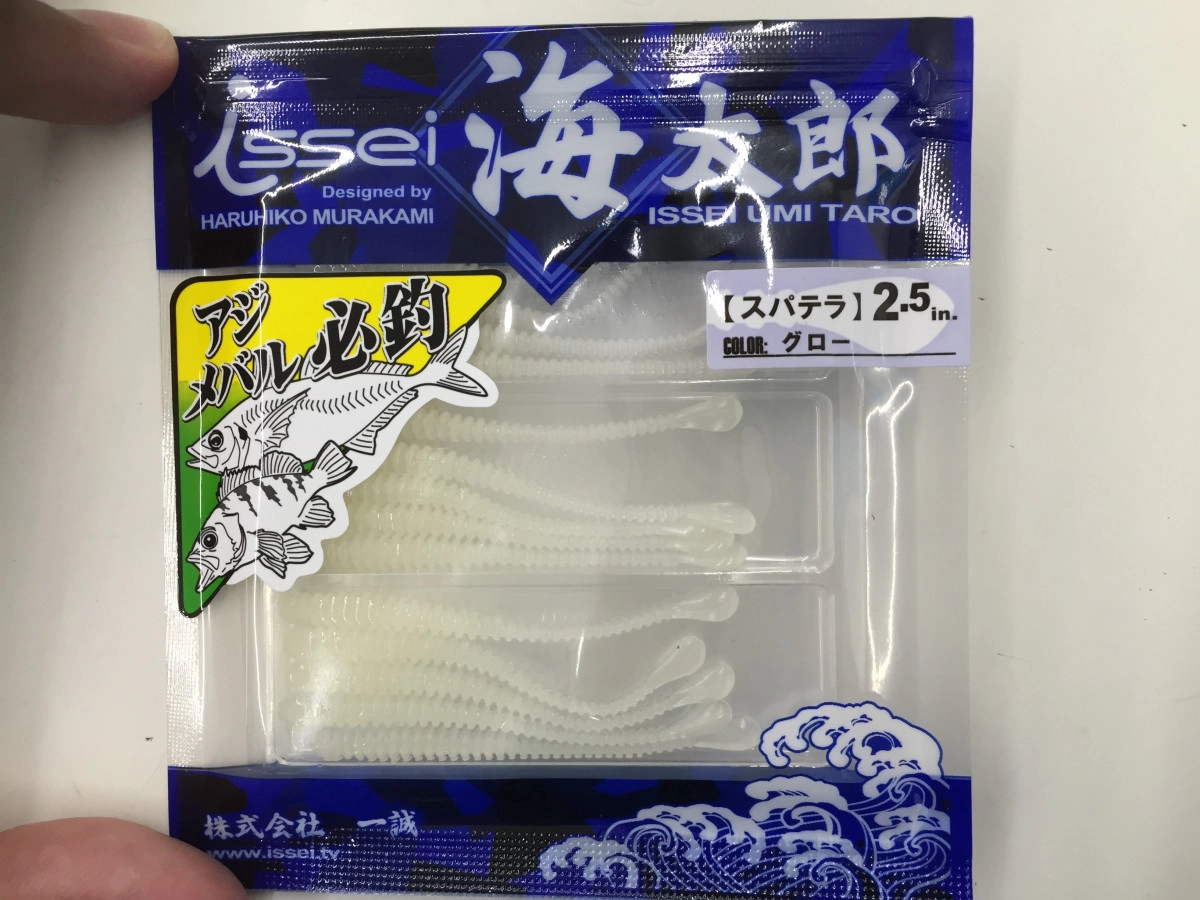 issei
海太郎
Designed by
HARUHIKO MURAKAMI
ISSEI UMI TARO
アジ
メバル必釣
【スパテラ】2.5in.
COLOR: グロー
株式会社 一誠
www.issei.tv